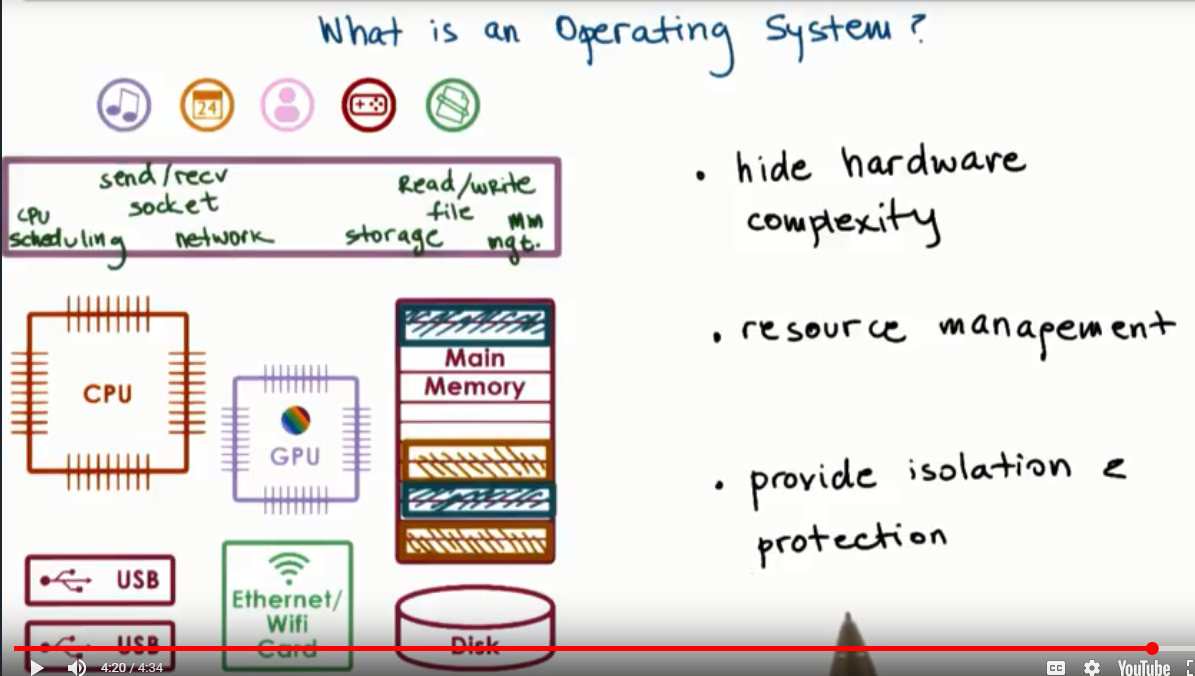 What is an Operating System?
24
send/recv
socket
Read/write
file
CPU
scheduling
network
storage
mm
mgt.
• hide hardware
complexity
• resource management
• provide isolation &
protection
CPU
GPU
Main
Memory
USB
USB
Ethernet/
Wifi
Card
Disk
4:20 / 4:34
CC
YouTube